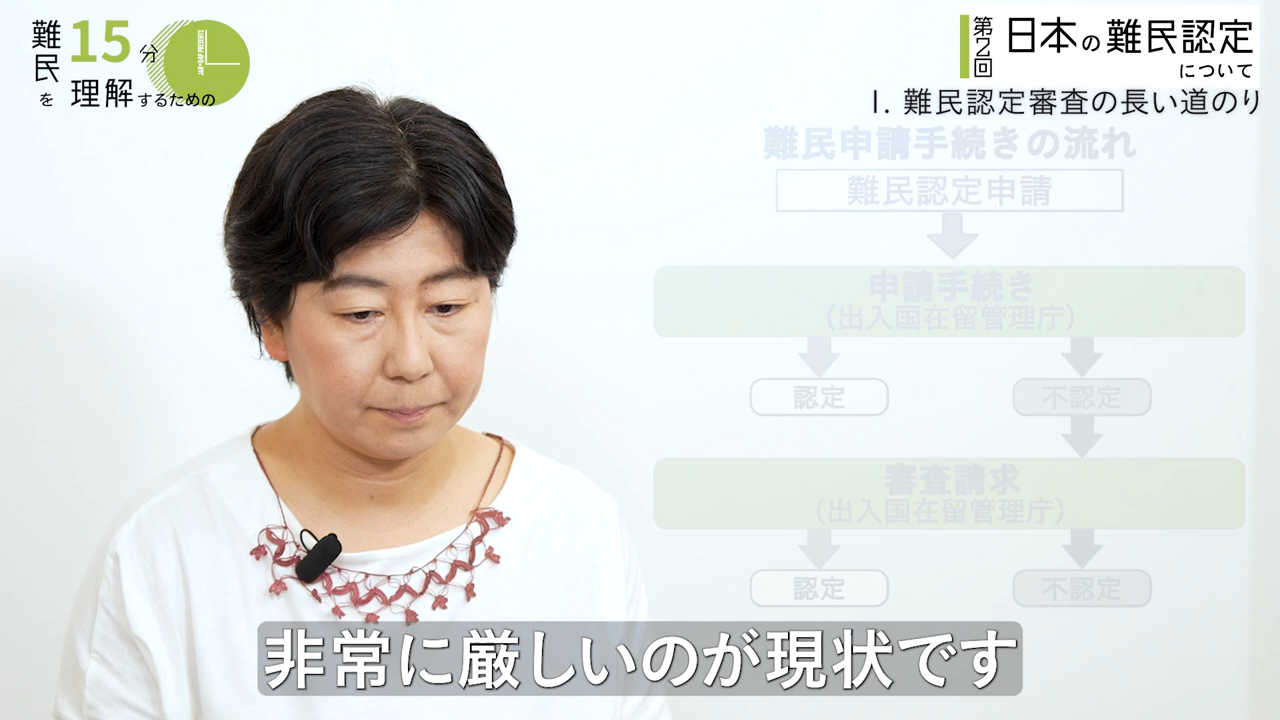 難民を
15分
理解するための
JAR×DAP PRESENTS
第2回
日本の難民認定
について
I. 難民認定審査の長い道のり
難民申請手続きの流れ
難民認定申請
申請手続き
（出入国在留管理庁）
認定
不認定
審査請求
（出入国在留管理庁）
認定
不認定
非常に厳しいのが現状です